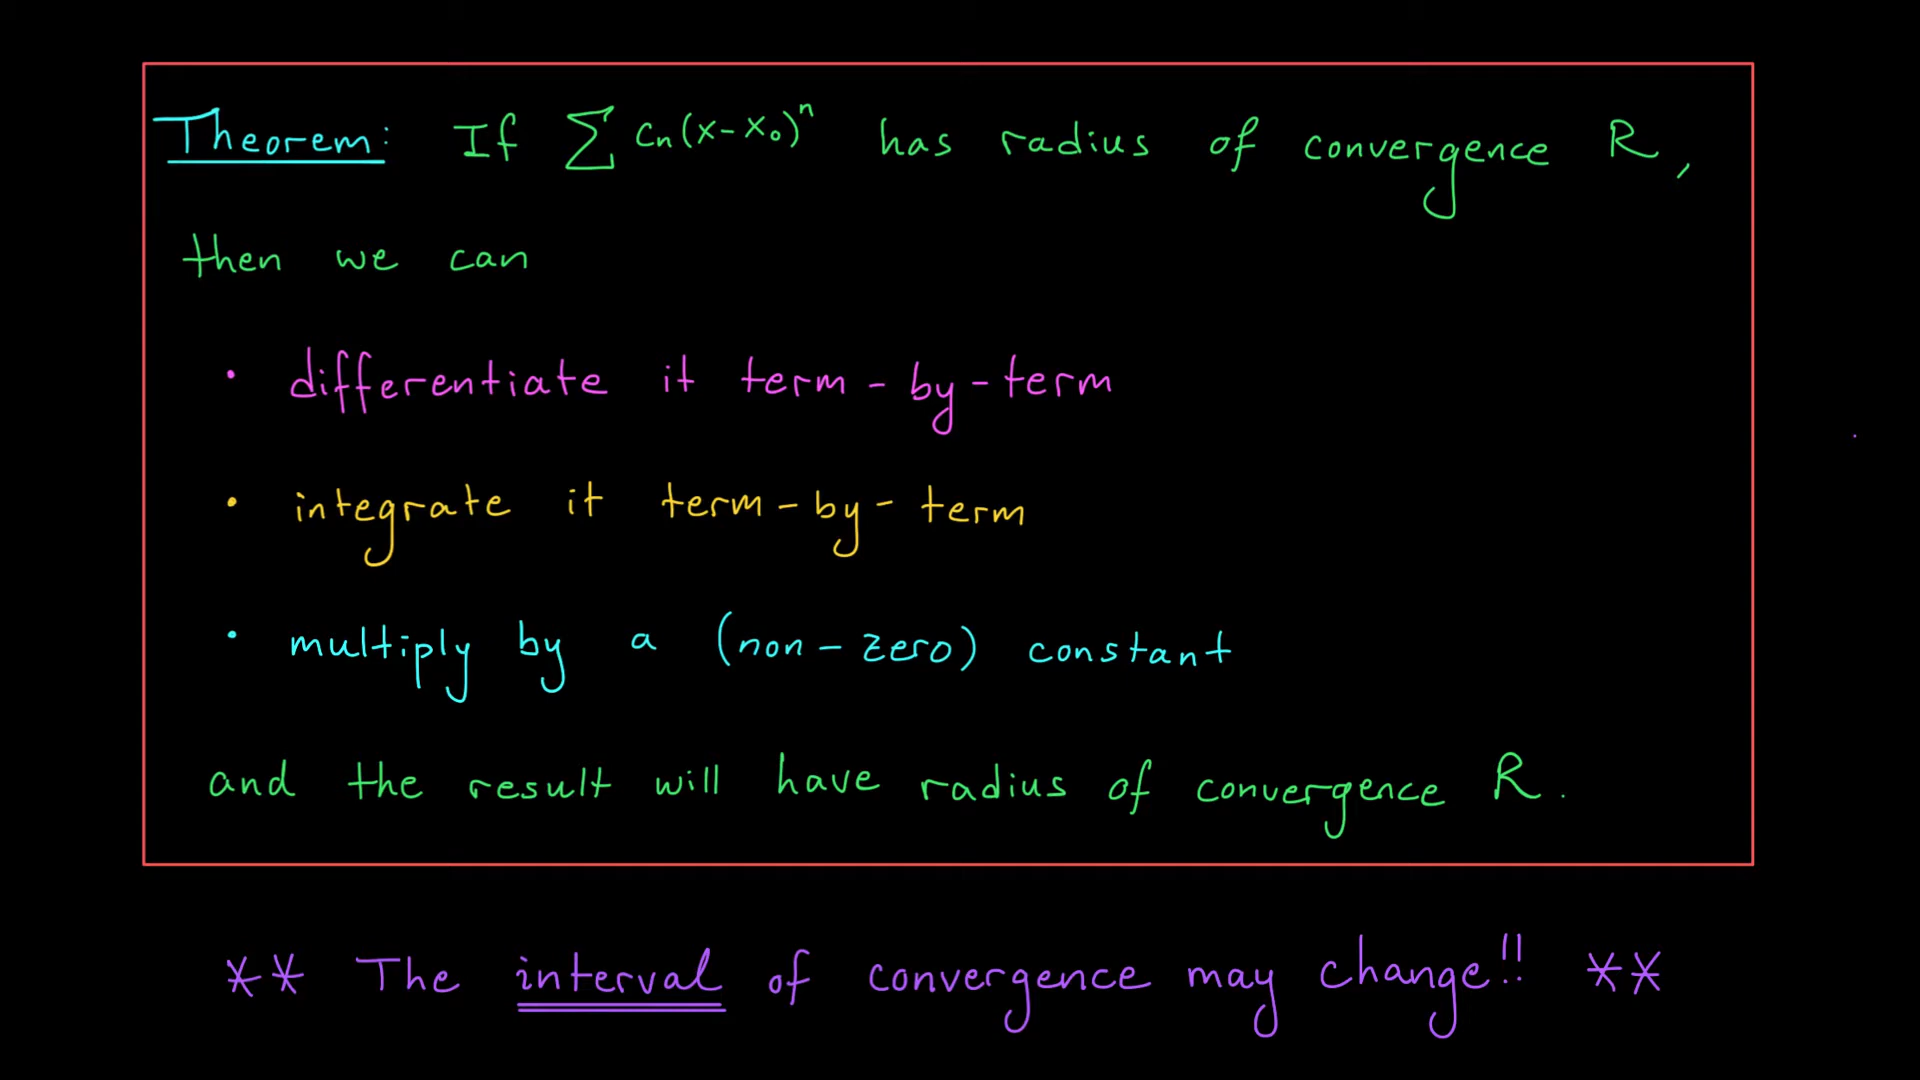 Theorem: If ∑ Cn(x-x₀)ⁿ has radius of convergence R,
then we can
• differentiate it term-by-term
• integrate it term-by-term
• multiply by a (non-zero) constant
and the result will have radius of convergence R.
** The interval of convergence may change!! **